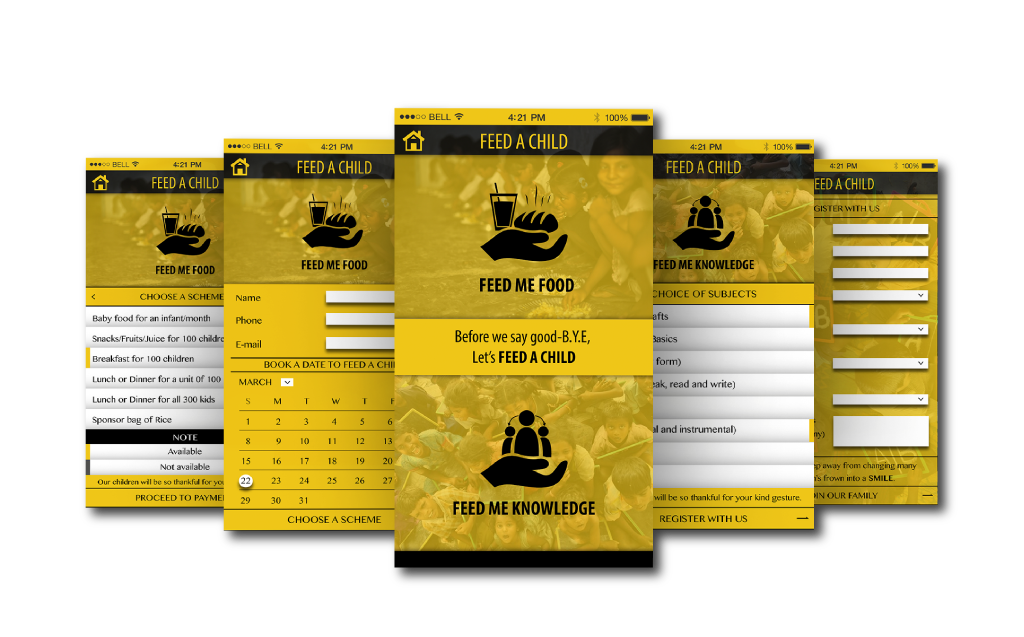 BELL 4:21 PM
FEED A CHILD
FEED ME FOOD
CHOOSE A SCHEME
Baby food for an infant/month
Snacks/Fruits/Juice for 100 childre
Breakfast for 100 children
Lunch or Dinner for a unit 0f 100
Lunch or Dinner for all 300 kids
Sponsor bag of Rice
NOTE
Available
Not available
Our children will be so thankful for you
PROCEED TO PAYME
BELL 4:21 PM
FEED A CHILD
FEED ME FOOD
Name
Phone
E-mail
BOOK A DATE TO FEED A CHI
MARCH
S M T W T F
1 2 3 4 5 6
8 9 10 11 12 13
15 16 17 18 19 20
22 23 24 25 26 27
29 30 31
CHOOSE A SCHEME
BELL 4:21 PM 100%
FEED A CHILD
FEED ME FOOD
Before we say good-B.Y.E,
Let's FEED A CHILD
FEED ME KNOWLEDGE
4:21 PM 100%
FEED A CHILD
FEED ME KNOWLEDGE
CHOICE OF SUBJECTS
afts
Basics
form)
eak, read and write)
al and instrumental)
will be so thankful for your kind gesture.
REGISTER WITH US
4:21 PM 100%
EED A CHILD
GISTER WITH US
ep away from changing many
's frown into a SMILE.
OIN OUR FAMILY